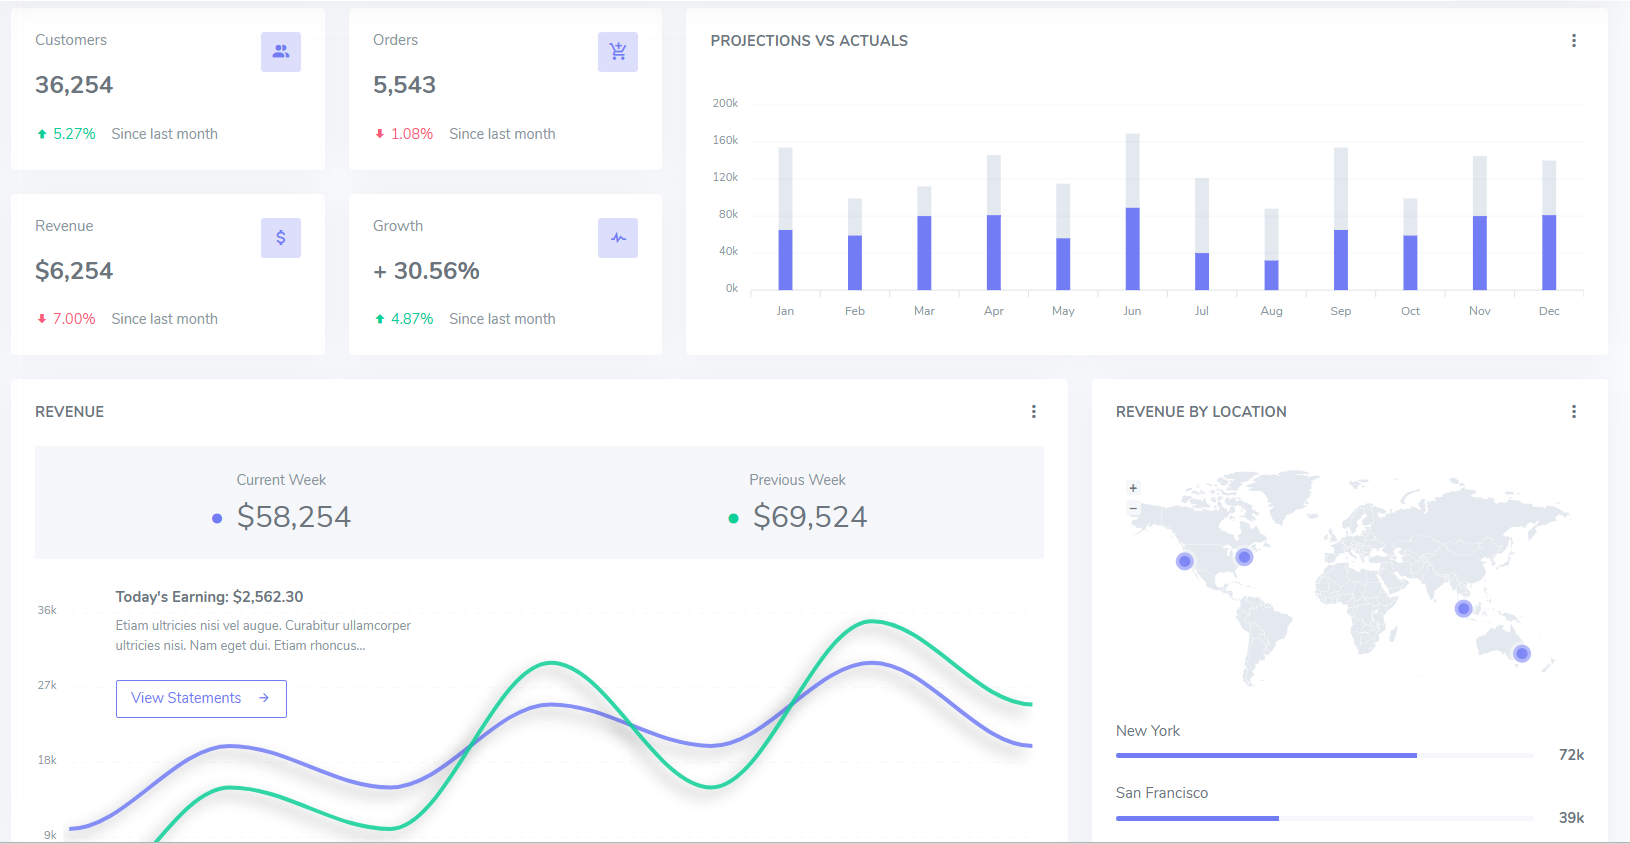 Customers
36,254
5.27% Since last month
Orders
5,543
1.08% Since last month
Revenue
$6,254
7.00% Since last month
Growth
+ 30.56%
4.87% Since last month
PROJECTIONS VS ACTUALS
200k
160k
120k
80k
40k
0k
Jan Feb Mar Apr May Jun Jul Aug Sep Oct Nov Dec
REVENUE
Current Week
$58,254
Previous Week
$69,524
Today's Earning: $2,562.30
Etiam ultricies nisi vel augue. Curabitur ullamcorper
ultricies nisi. Nam eget dui. Etiam rhoncus...
View Statements →
36k
27k
18k
9k
REVENUE BY LOCATION
+
−
New York
72k
San Francisco
39k